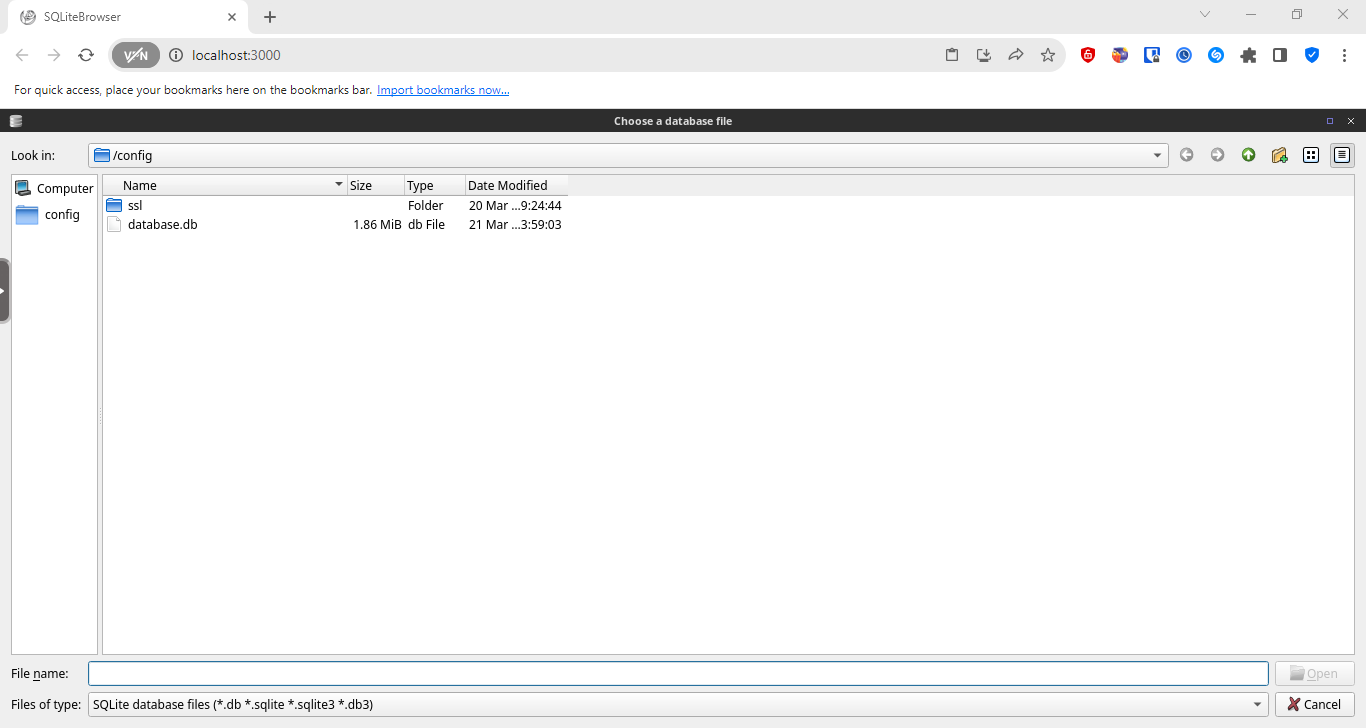 SQLiteBrowser
VPN
localhost:3000
For quick access, place your bookmarks here on the bookmarks bar. Import bookmarks now...
Choose a database file
Look in: /config
Computer
config
Name Size Type Date Modified
ssl Folder 20 Mar ...9:24:44
database.db 1.86 MiB db File 21 Mar ...3:59:03
File name: Open
Files of type: SQLite database files (*.db *.sqlite *.sqlite3 *.db3) Cancel